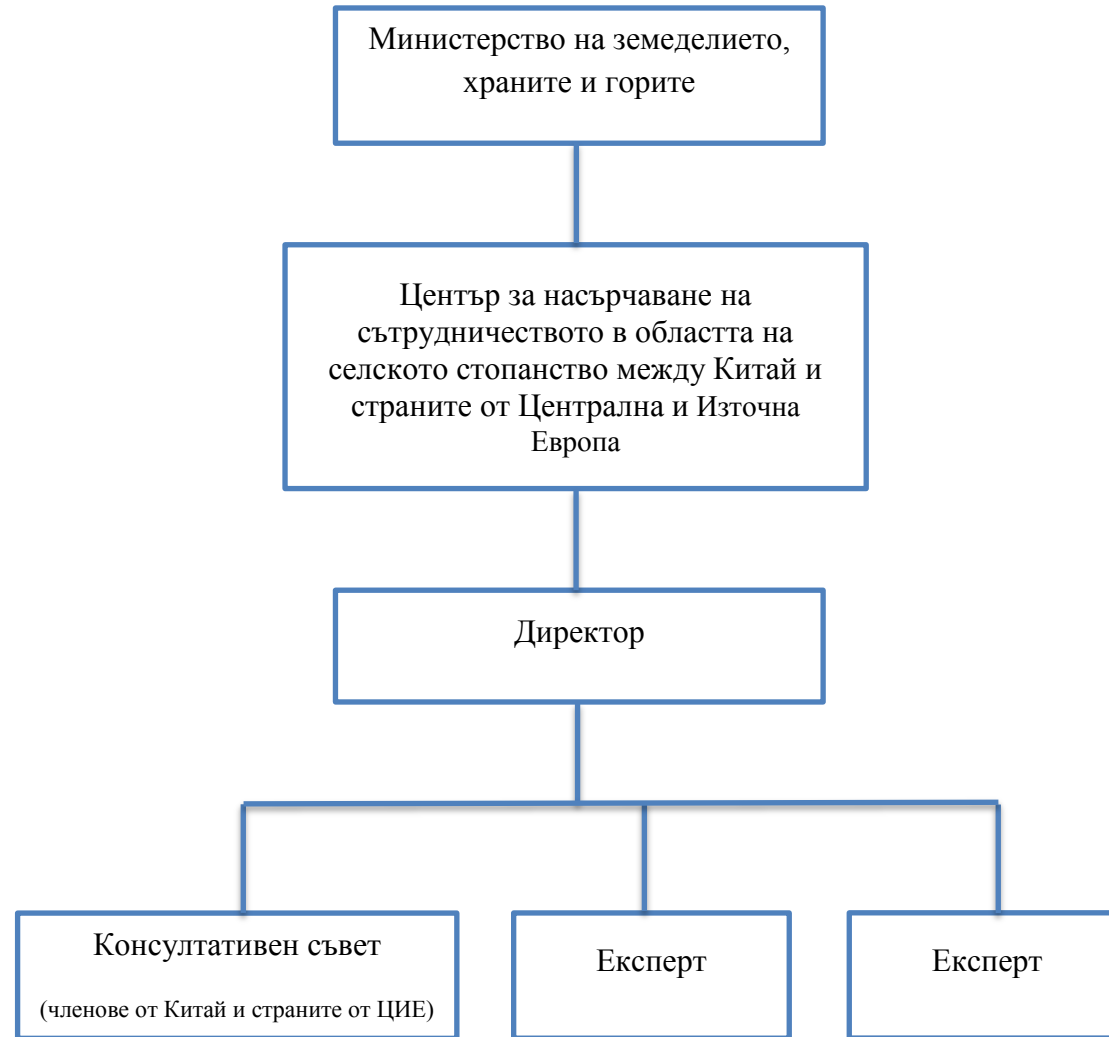 Министерство на земеделието,
храните и горите
Център за насърчаване на
сътрудничеството в областта на
селското стопанство между Китай и
страните от Централна и Източна
Европа
Директор
Консултативен съвет
(членове от Китай и страните от ЦИЕ)
Експерт
Експерт